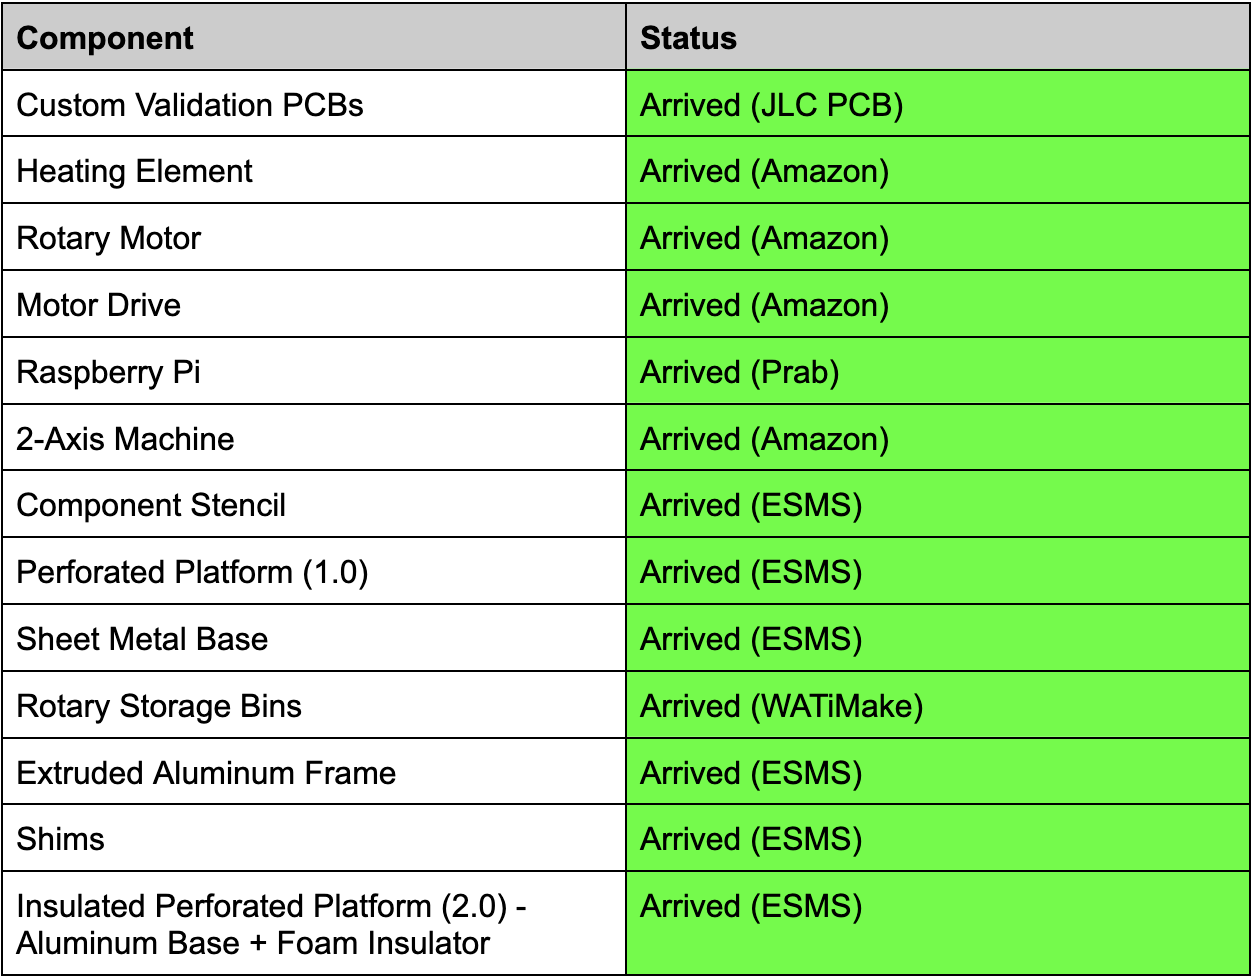 Component Status
Custom Validation PCBs Arrived (JLC PCB)
Heating Element Arrived (Amazon)
Rotary Motor Arrived (Amazon)
Motor Drive Arrived (Amazon)
Raspberry Pi Arrived (Prab)
2-Axis Machine Arrived (Amazon)
Component Stencil Arrived (ESMS)
Perforated Platform (1.0) Arrived (ESMS)
Sheet Metal Base Arrived (ESMS)
Rotary Storage Bins Arrived (WATiMake)
Extruded Aluminum Frame Arrived (ESMS)
Shims Arrived (ESMS)
Insulated Perforated Platform (2.0) - Arrived (ESMS)
Aluminum Base + Foam Insulator